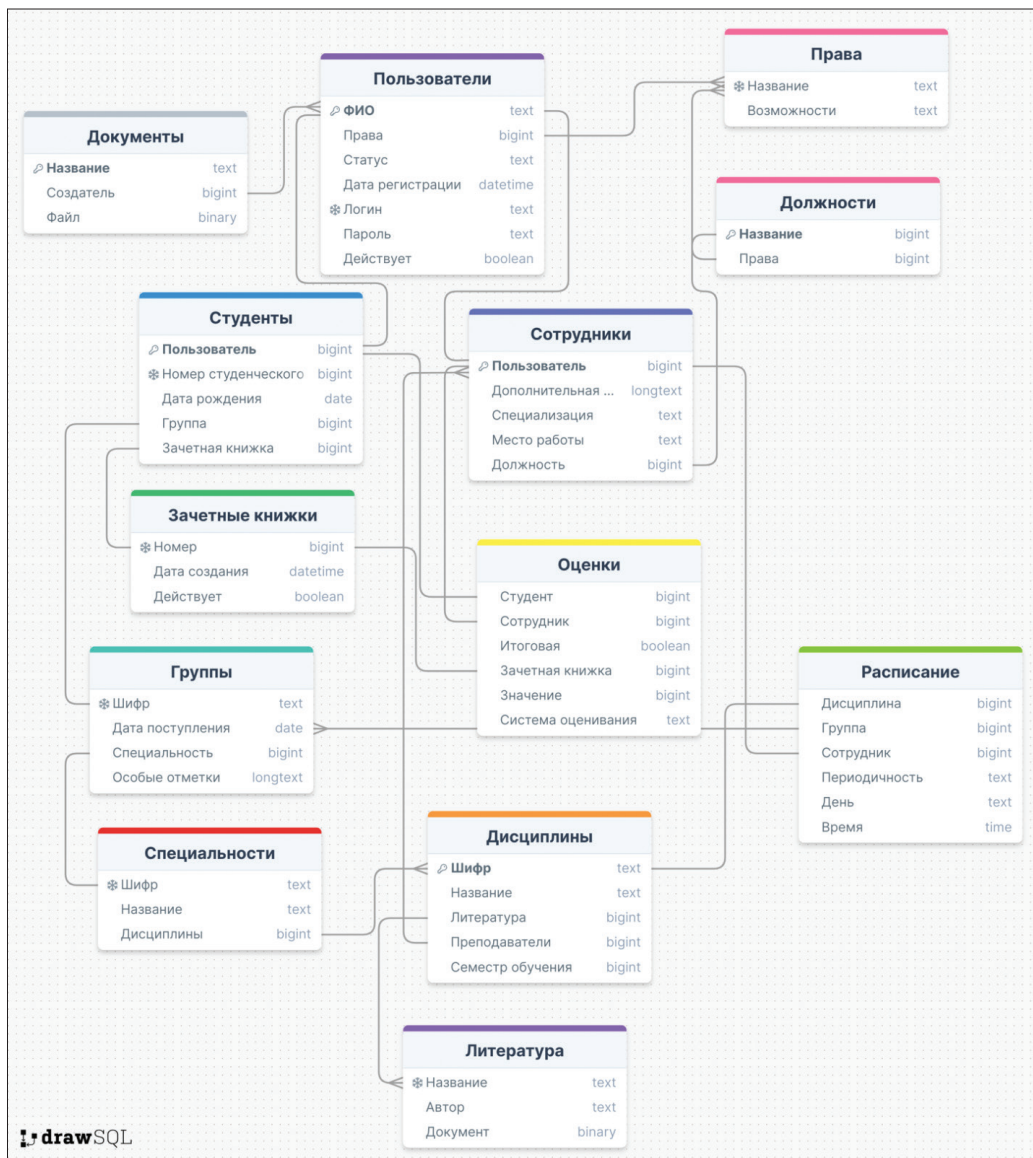 Права
Название text
Возможности text
Пользователи
ФИО text
Права bigint
Статус text
Дата регистрации datetime
Логин text
Пароль text
Действует boolean
Документы
Название text
Создатель bigint
Файл binary
Должности
Название bigint
Права bigint
Студенты
Пользователь bigint
Номер студенческого bigint
Дата рождения date
Группа bigint
Зачетная книжка bigint
Сотрудники
Пользователь bigint
Дополнительная ... longtext
Специализация text
Место работы text
Должность bigint
Зачетные книжки
Номер bigint
Дата создания datetime
Действует boolean
Оценки
Студент bigint
Сотрудник bigint
Итоговая boolean
Зачетная книжка bigint
Значение bigint
Система оценивания text
Группы
Шифр text
Дата поступления date
Специальность bigint
Особые отметки longtext
Расписание
Дисциплина bigint
Группа bigint
Сотрудник bigint
Периодичность text
День text
Время time
Специальности
Шифр text
Название text
Дисциплины bigint
Дисциплины
Шифр text
Название text
Литература bigint
Преподаватели bigint
Семестр обучения bigint
Литература
Название text
Автор text
Документ binary
drawSQL